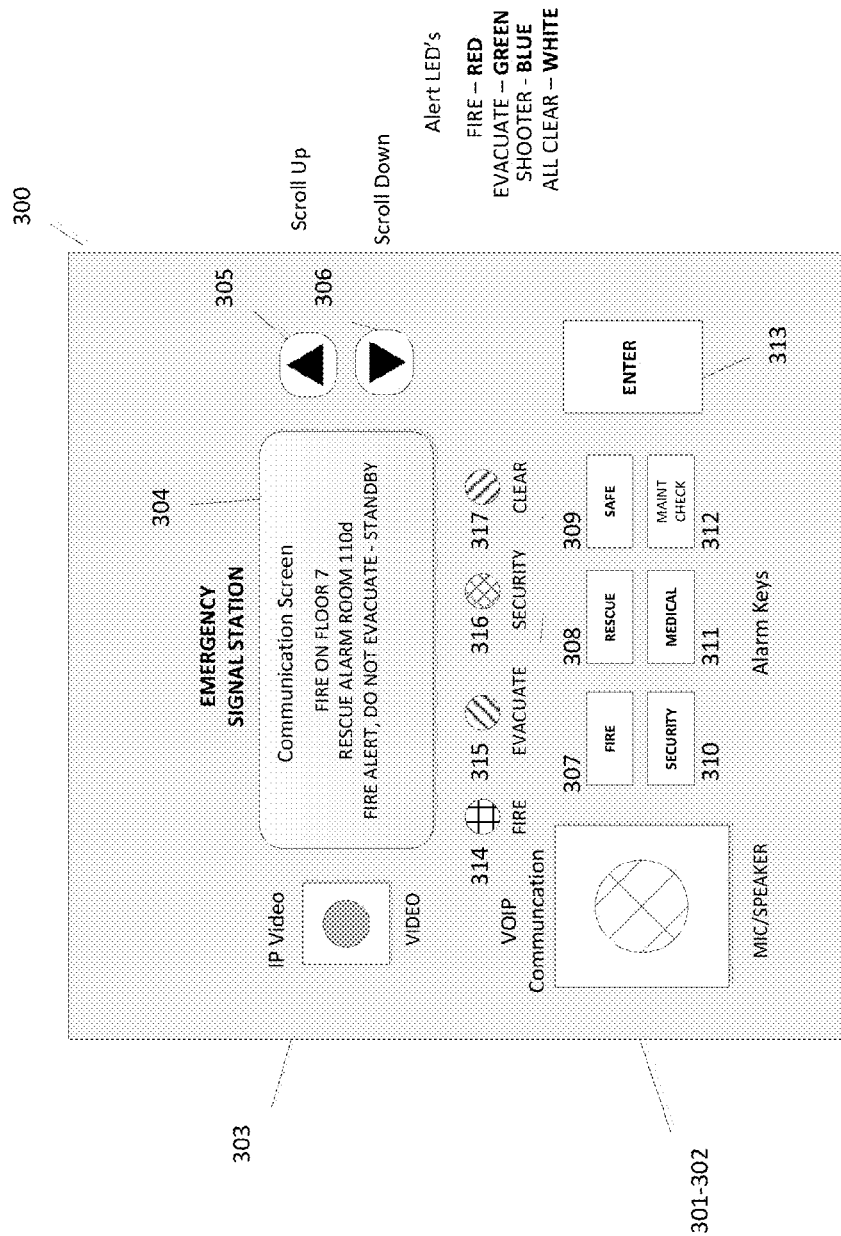 300
EMERGENCY
SIGNAL STATION
304
305
306
Scroll Up
Scroll Down
IP Video
VIDEO
303
Communication Screen
FIRE ON FLOOR 7
RESCUE ALARM ROOM 110d
FIRE ALERT, DO NOT EVACUATE - STANDBY
Alert LED's
FIRE – RED
EVACUATE – GREEN
SHOOTER - BLUE
ALL CLEAR – WHITE
314
315
316
317
FIRE
EVACUATE
SECURITY
CLEAR
VOIP
Communcation
MIC/SPEAKER
301-302
307
308
309
FIRE
RESCUE
SAFE
SECURITY
MEDICAL
MAINT
CHECK
310
311
312
Alarm Keys
ENTER
313